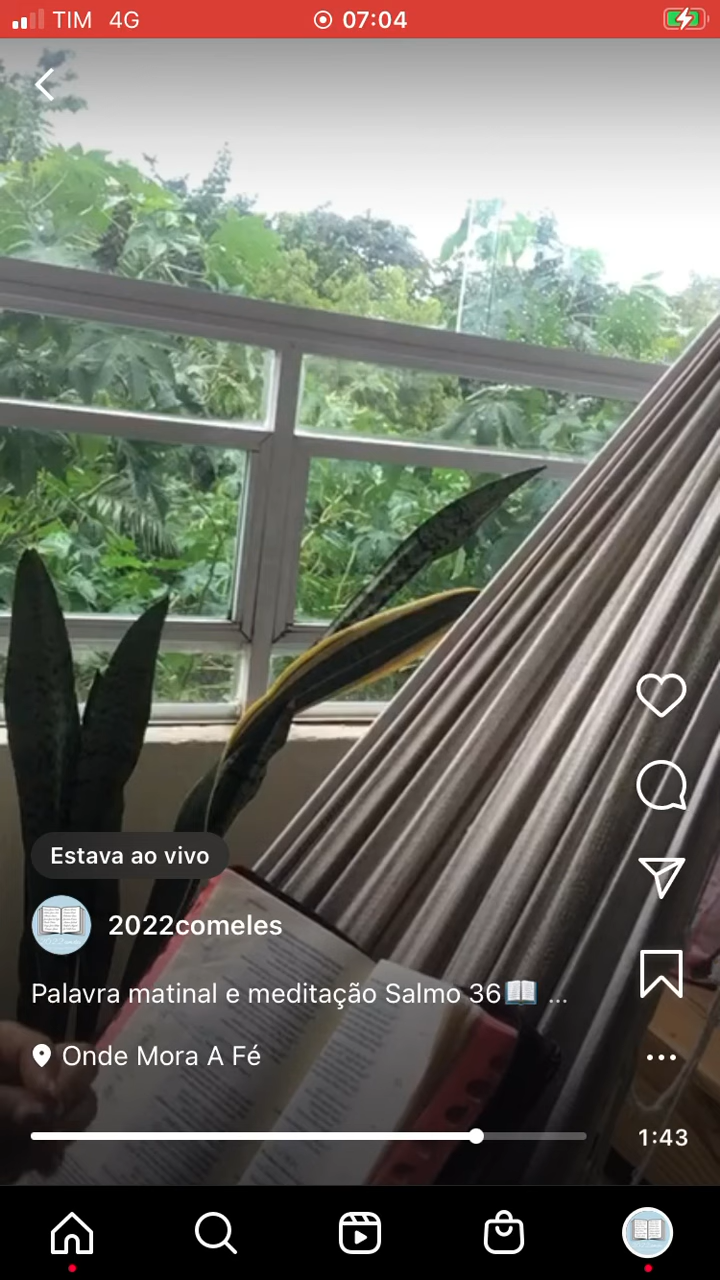 TIM 4G 07:04
Estava ao vivo
2022comeles
Palavra matinal e meditação Salmo 36📖 ...
Onde Mora A Fé
1:43